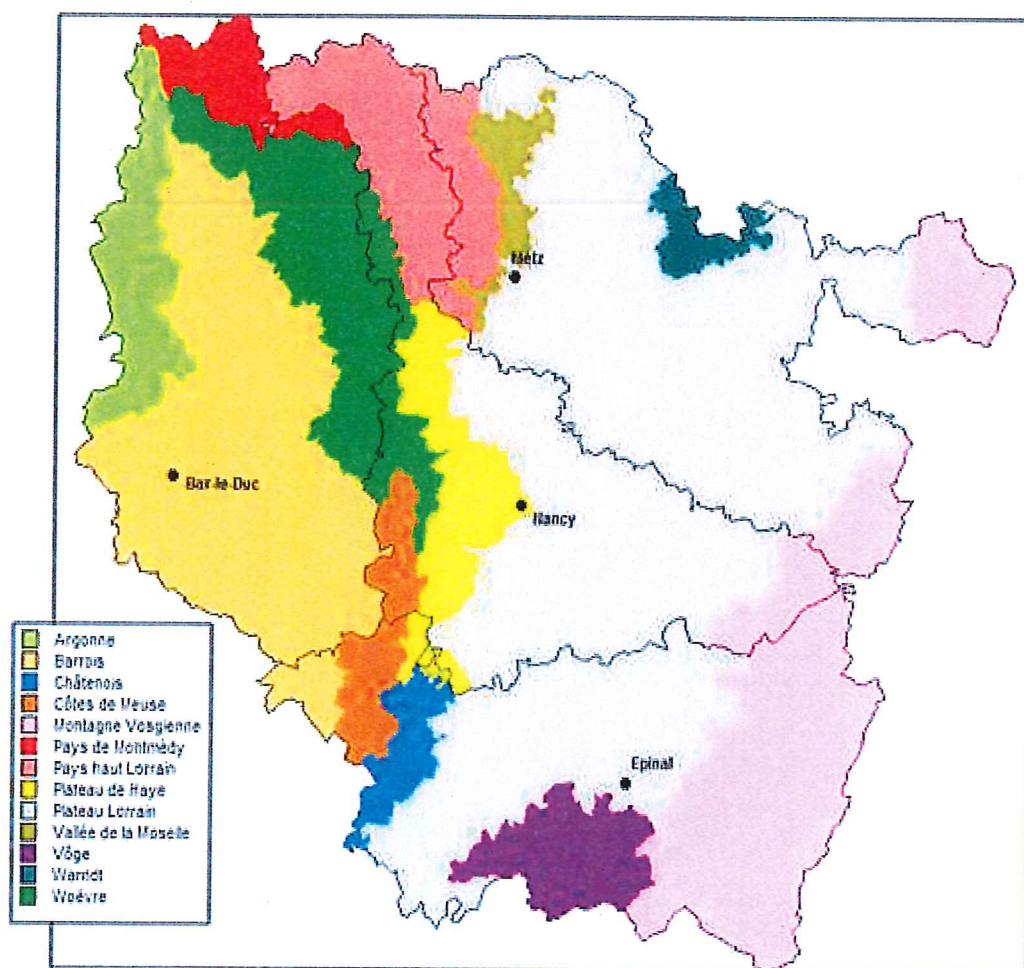 Metz
Bar-le-Duc
Nancy
Argonne
Barrois
Châtenois
Côtes de Meuse
Montagne Vosgienne
Pays de Montmédy
Pays haut Lorrain
Plateau de Haye
Plateau Lorrain
Vallée de la Moselle
Vôge
Warndt
Woëvre
Epinal